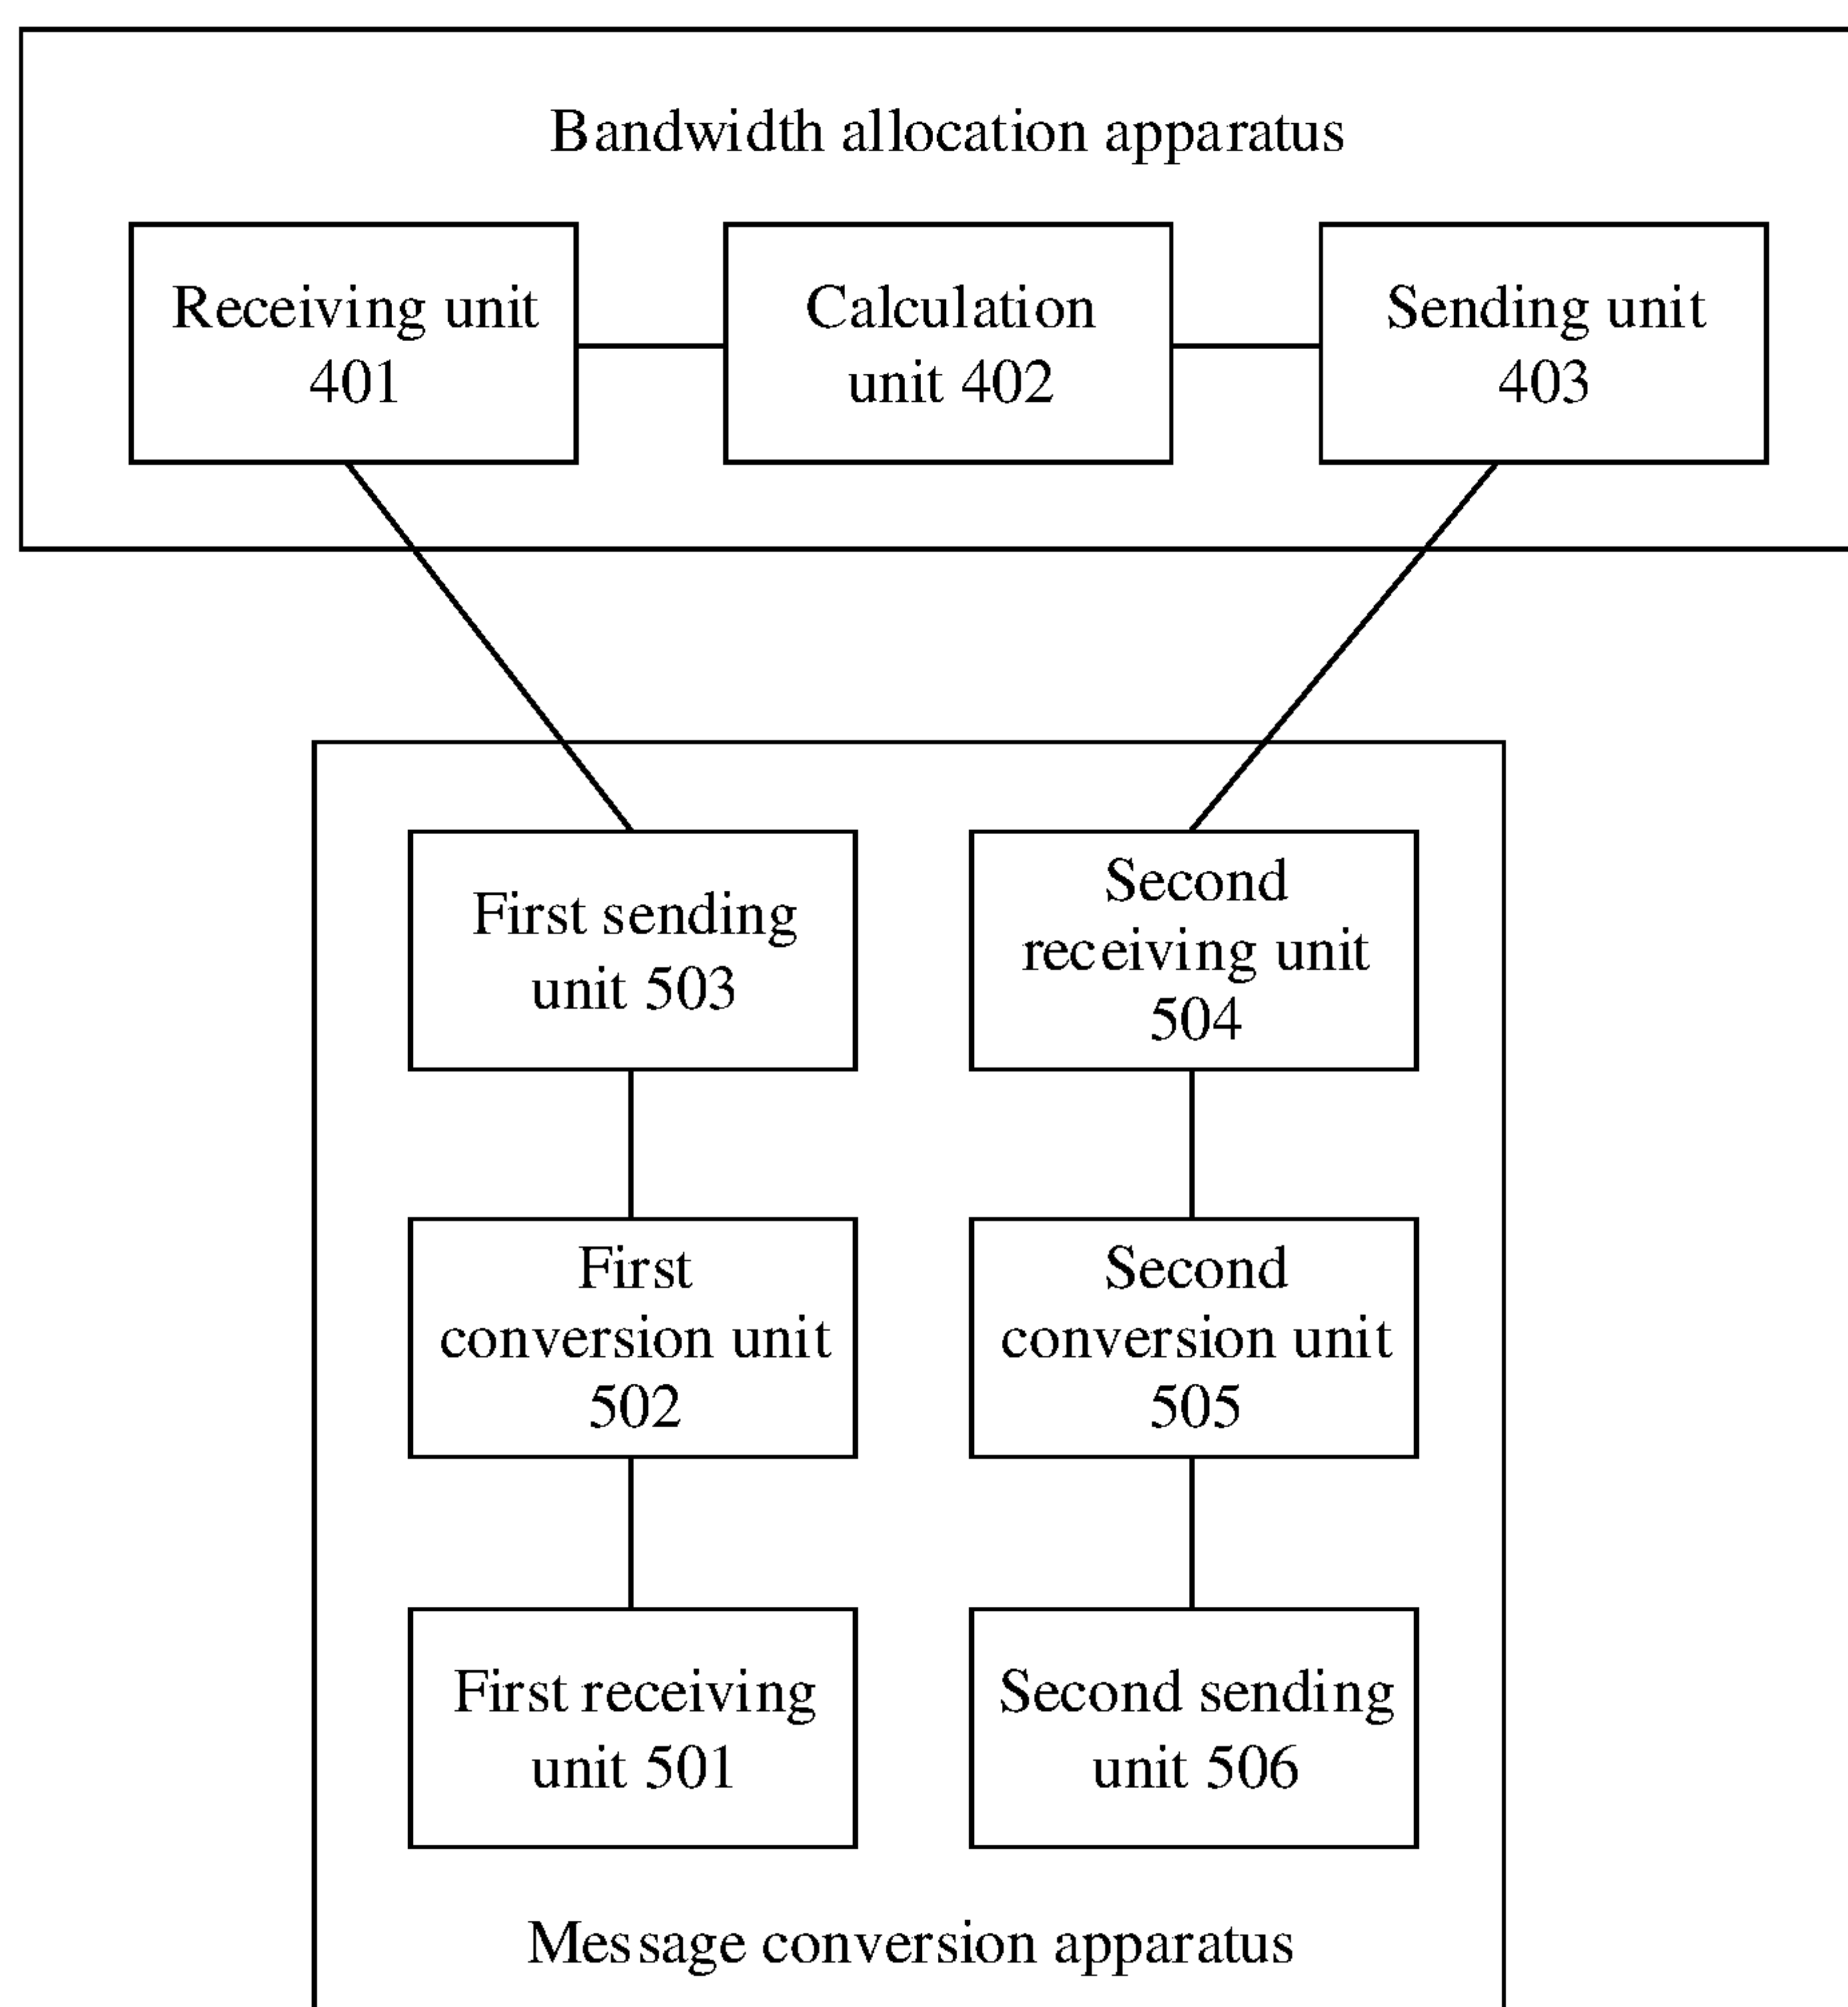 Bandwidth allocation apparatus
Receiving unit
401
Calculation
unit 402
Sending unit
403
First sending
unit 503
Second
receiving unit
504
First
conversion unit
502
Second
conversion unit
505
First receiving
unit 501
Second sending
unit 506
Message conversion apparatus